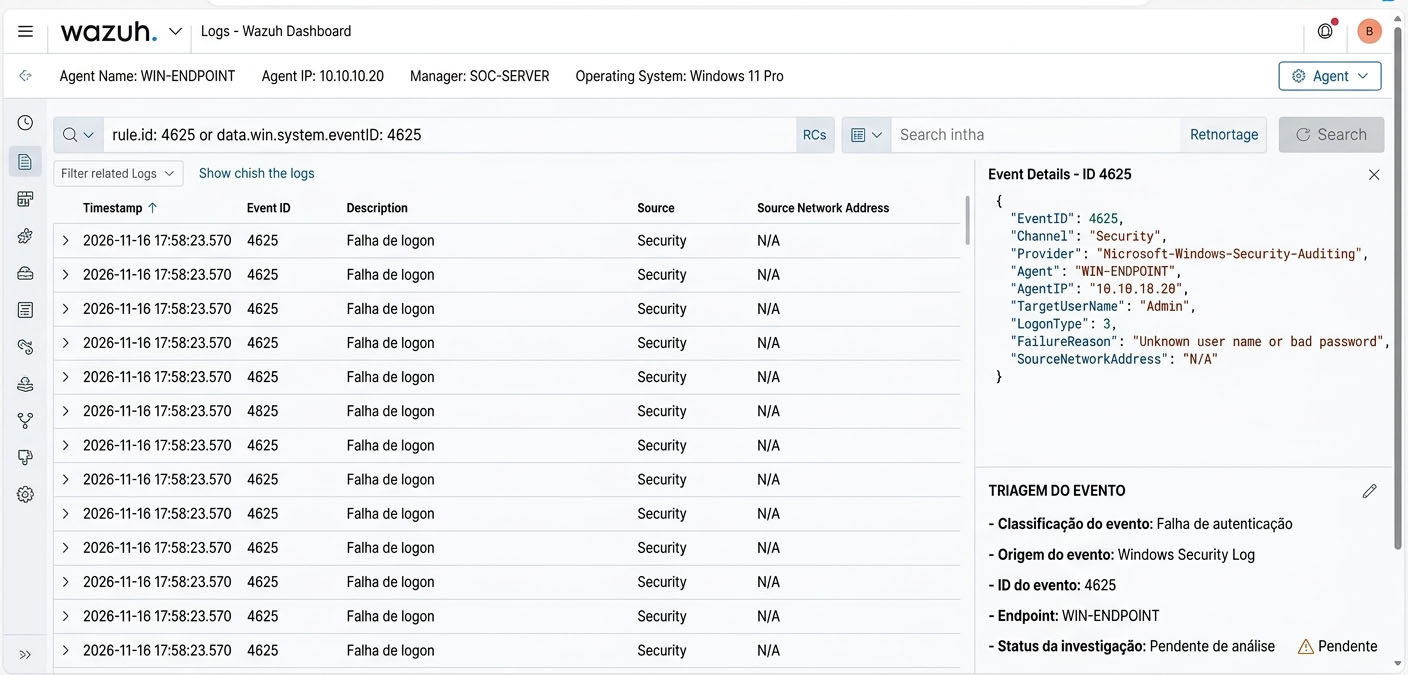 wazuh. Logs - Wazuh Dashboard B
Agent Name: WIN-ENDPOINT Agent IP: 10.10.10.20 Manager: SOC-SERVER Operating System: Windows 11 Pro Agent
rule.id: 4625 or data.win.system.eventID: 4625 RCs Search intha Retnortage Search
Filter related Logs Show chish the logs
Timestamp ↑ Event ID Description Source Source Network Address
2026-11-16 17:58:23.570 4625 Falha de logon Security N/A
2026-11-16 17:58:23.570 4625 Falha de logon Security N/A
2026-11-16 17:58:23.570 4625 Falha de logon Security N/A
2026-11-16 17:58:23.570 4625 Falha de logon Security N/A
2026-11-16 17:58:23.570 4625 Falha de logon Security N/A
2026-11-16 17:58:23.570 4825 Falha de logon Security N/A
2026-11-16 17:58:23.570 4625 Falha de logon Security N/A
2026-11-16 17:58:23.570 4625 Falha de logon Security N/A
2026-11-16 17:58:23.570 4625 Falha de logon Security N/A
2026-11-16 17:58:23.570 4625 Falha de logon Security N/A
2026-11-16 17:58:23.570 4625 Falha de logon Security N/A
2026-11-16 17:58:23.570 4625 Falha de logon Security N/A
2026-11-16 17:58:23.570 4625 Falha de logon Security N/A
Event Details - ID 4625
{
"EventID": 4625,
"Channel": "Security",
"Provider": "Microsoft-Windows-Security-Auditing",
"Agent": "WIN-ENDPOINT",
"AgentIP": "10.10.18.20",
"TargetUserName": "Admin",
"LogonType": 3,
"FailureReason": "Unknown user name or bad password",
"SourceNetworkAddress": "N/A"
}
TRIAGEM DO EVENTO
- Classificação do evento: Falha de autenticação
- Origem do evento: Windows Security Log
- ID do evento: 4625
- Endpoint: WIN-ENDPOINT
- Status da investigação: Pendente de análise Pendente